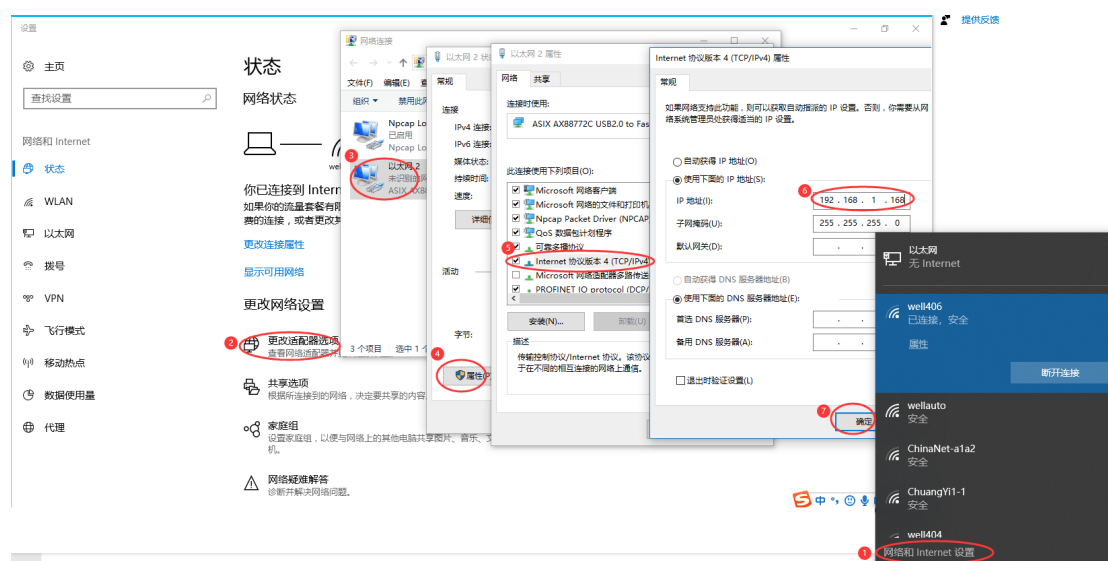 提供反馈
设置
主页
查找设置
网络和 Internet
状态
WLAN
以太网
拨号
VPN
飞行模式
移动热点
数据使用量
代理
状态
网络状态
你已连接到 Intern
如果你的流量套餐有限
费的连接，或者更改其
更改连接属性
显示可用网络
更改网络设置
2
更改适配器选项
查看网络适配器并
共享选项
根据所连接到的网络，决定要共享的内容
家庭组
设置家庭组，以便与网络上的其他电脑共享图片、音乐、文
机。
网络疑难解答
诊断并解决网络问题。
网络连接
文件(F) 编辑(E) 查
组织 禁用此网
Npcap Lo
已启用
Npcap Lo
3
以太网 2
未识别的网
ASIX AX88
3 个项目 选中 1 个
以太网 2 状
常规
连接
IPv4 连接:
IPv6 连接:
媒体状态:
持续时间:
速度:
详细信
活动
字节:
4
属性(P)
以太网 2 属性
网络 共享
连接时使用:
ASIX AX88772C USB2.0 to Fas
此连接使用下列项目(O):
Microsoft 网络客户端
Microsoft 网络的文件和打印机
Npcap Packet Driver (NPCAP
QoS 数据包计划程序
5
可靠多播协议
Internet 协议版本 4 (TCP/IPv4)
Microsoft 网络适配器多路传送
PROFINET IO protocol (DCP/
安装(N)... 卸载(U)
描述
传输控制协议/Internet 协议。该协议
于在不同的相互连接的网络上通信。
Internet 协议版本 4 (TCP/IPv4) 属性
常规
如果网络支持此功能，则可以获取自动指派的 IP 设置。否则，你需要从网
络系统管理员处获得适当的 IP 设置。
自动获得 IP 地址(O)
使用下面的 IP 地址(S):
6
IP 地址(I): 192 . 168 . 1 . 168
子网掩码(U): 255 . 255 . 255 . 0
默认网关(D):
自动获得 DNS 服务器地址(B)
使用下面的 DNS 服务器地址(E):
首选 DNS 服务器(P):
备用 DNS 服务器(A):
退出时验证设置(L)
7
确定
中
以太网
无 Internet
well406
已连接，安全
属性
断开连接
wellauto
安全
ChinaNet-a1a2
安全
ChuangYi1-1
安全
well404
1
网络和 Internet 设置